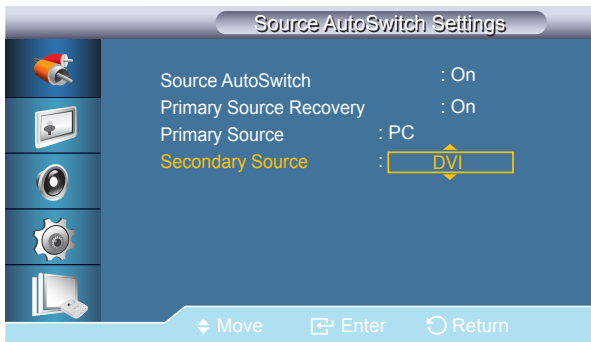 Source AutoSwitch Settings
Source AutoSwitch : On
Primary Source Recovery : On
Primary Source : PC
Secondary Source : DVI
Move Enter Return